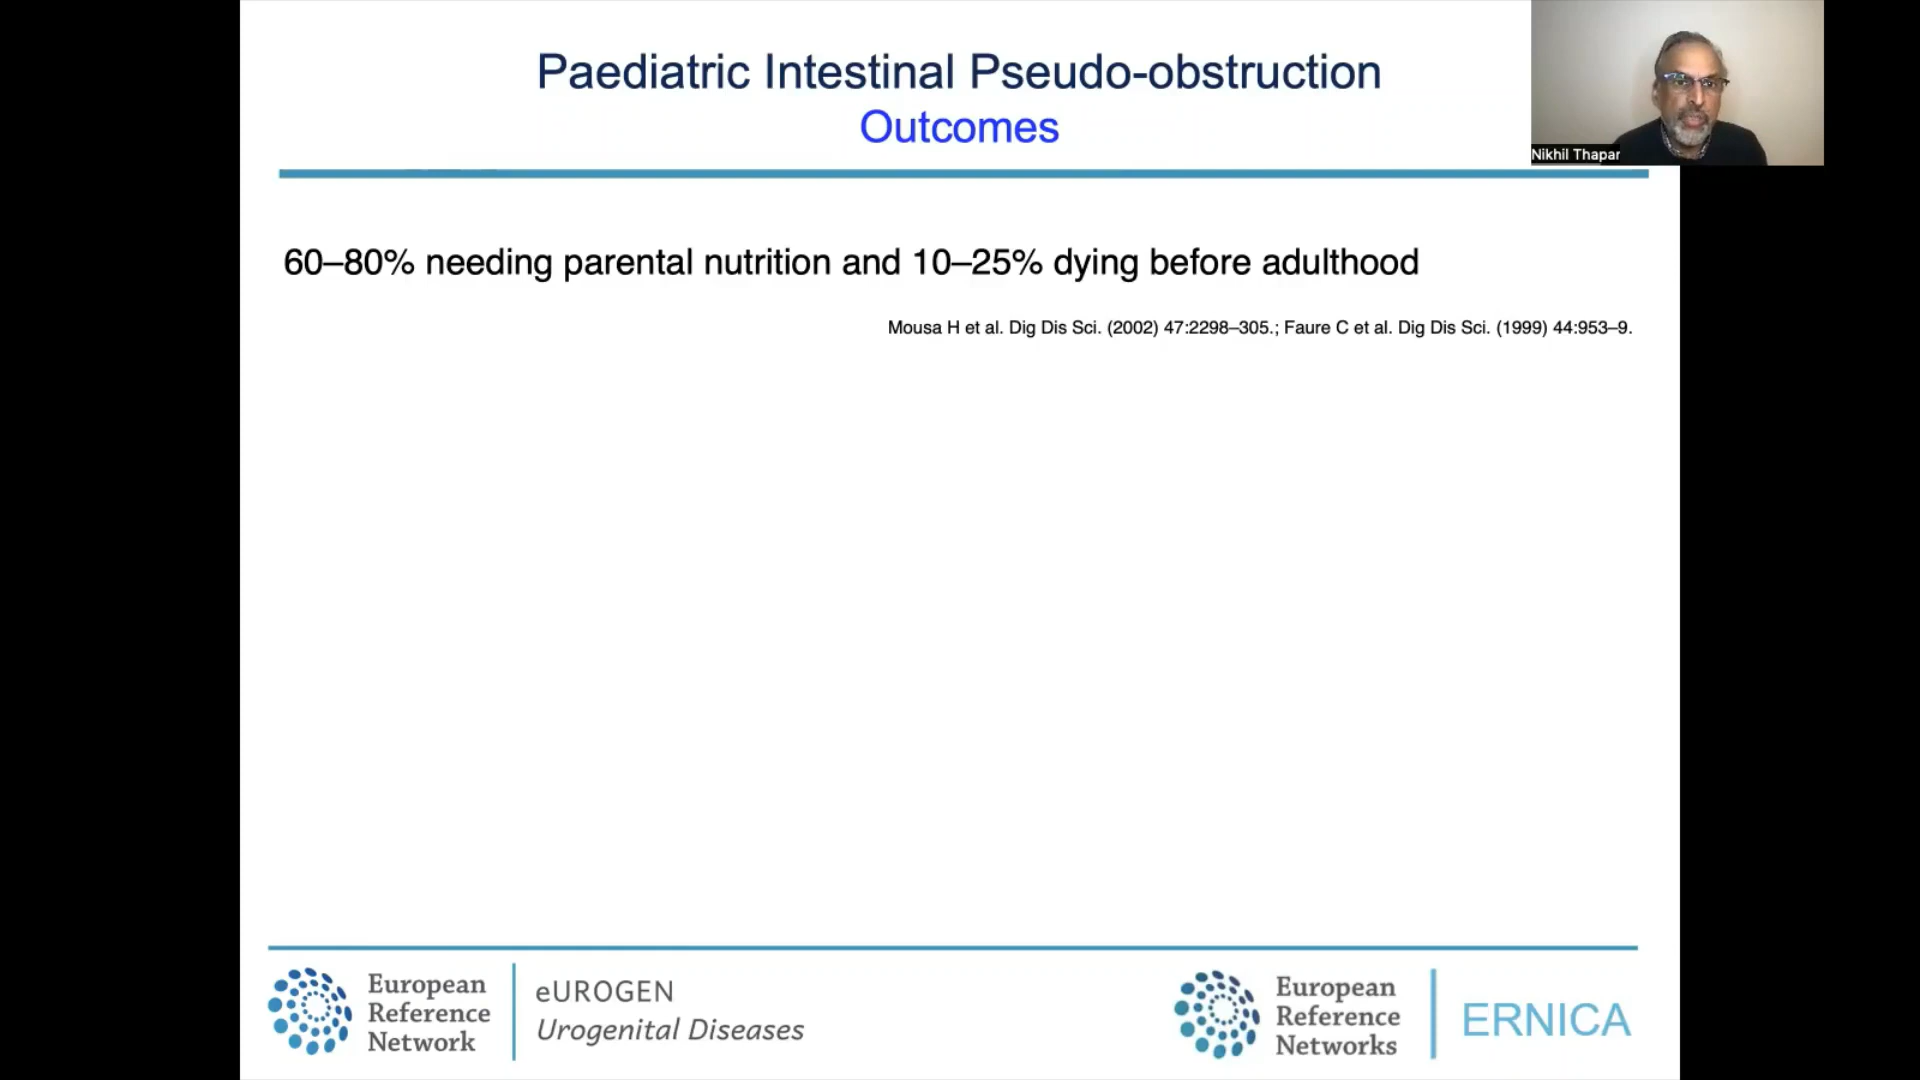 Paediatric Intestinal Pseudo-obstruction
Outcomes
Nikhil Thapar
60–80% needing parental nutrition and 10–25% dying before adulthood
Mousa H et al. Dig Dis Sci. (2002) 47:2298–305.; Faure C et al. Dig Dis Sci. (1999) 44:953–9.
European
Reference
Network
eUROGEN
Urogenital Diseases
European
Reference
Networks
ERNICA